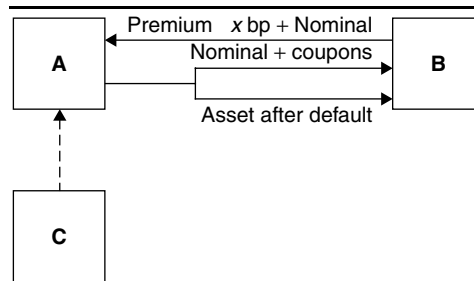 Premium x bp + Nominal
A
Nominal + coupons
B
Asset after default
C